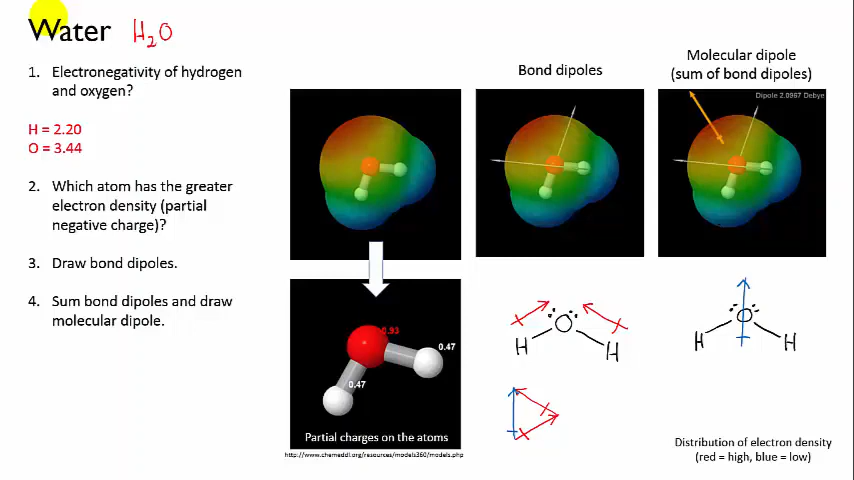 Water H₂O
1. Electronegativity of hydrogen
and oxygen?
H = 2.20
O = 3.44
2. Which atom has the greater
electron density (partial
negative charge)?
3. Draw bond dipoles.
4. Sum bond dipoles and draw
molecular dipole.
Bond dipoles
Molecular dipole
(sum of bond dipoles)
Dipole 2.0967 Debye
0.93
0.47
0.47
Partial charges on the atoms
http://www.chemeddl.org/resources/models360/models.php
O
H H
O
H H
Distribution of electron density
(red = high, blue = low)